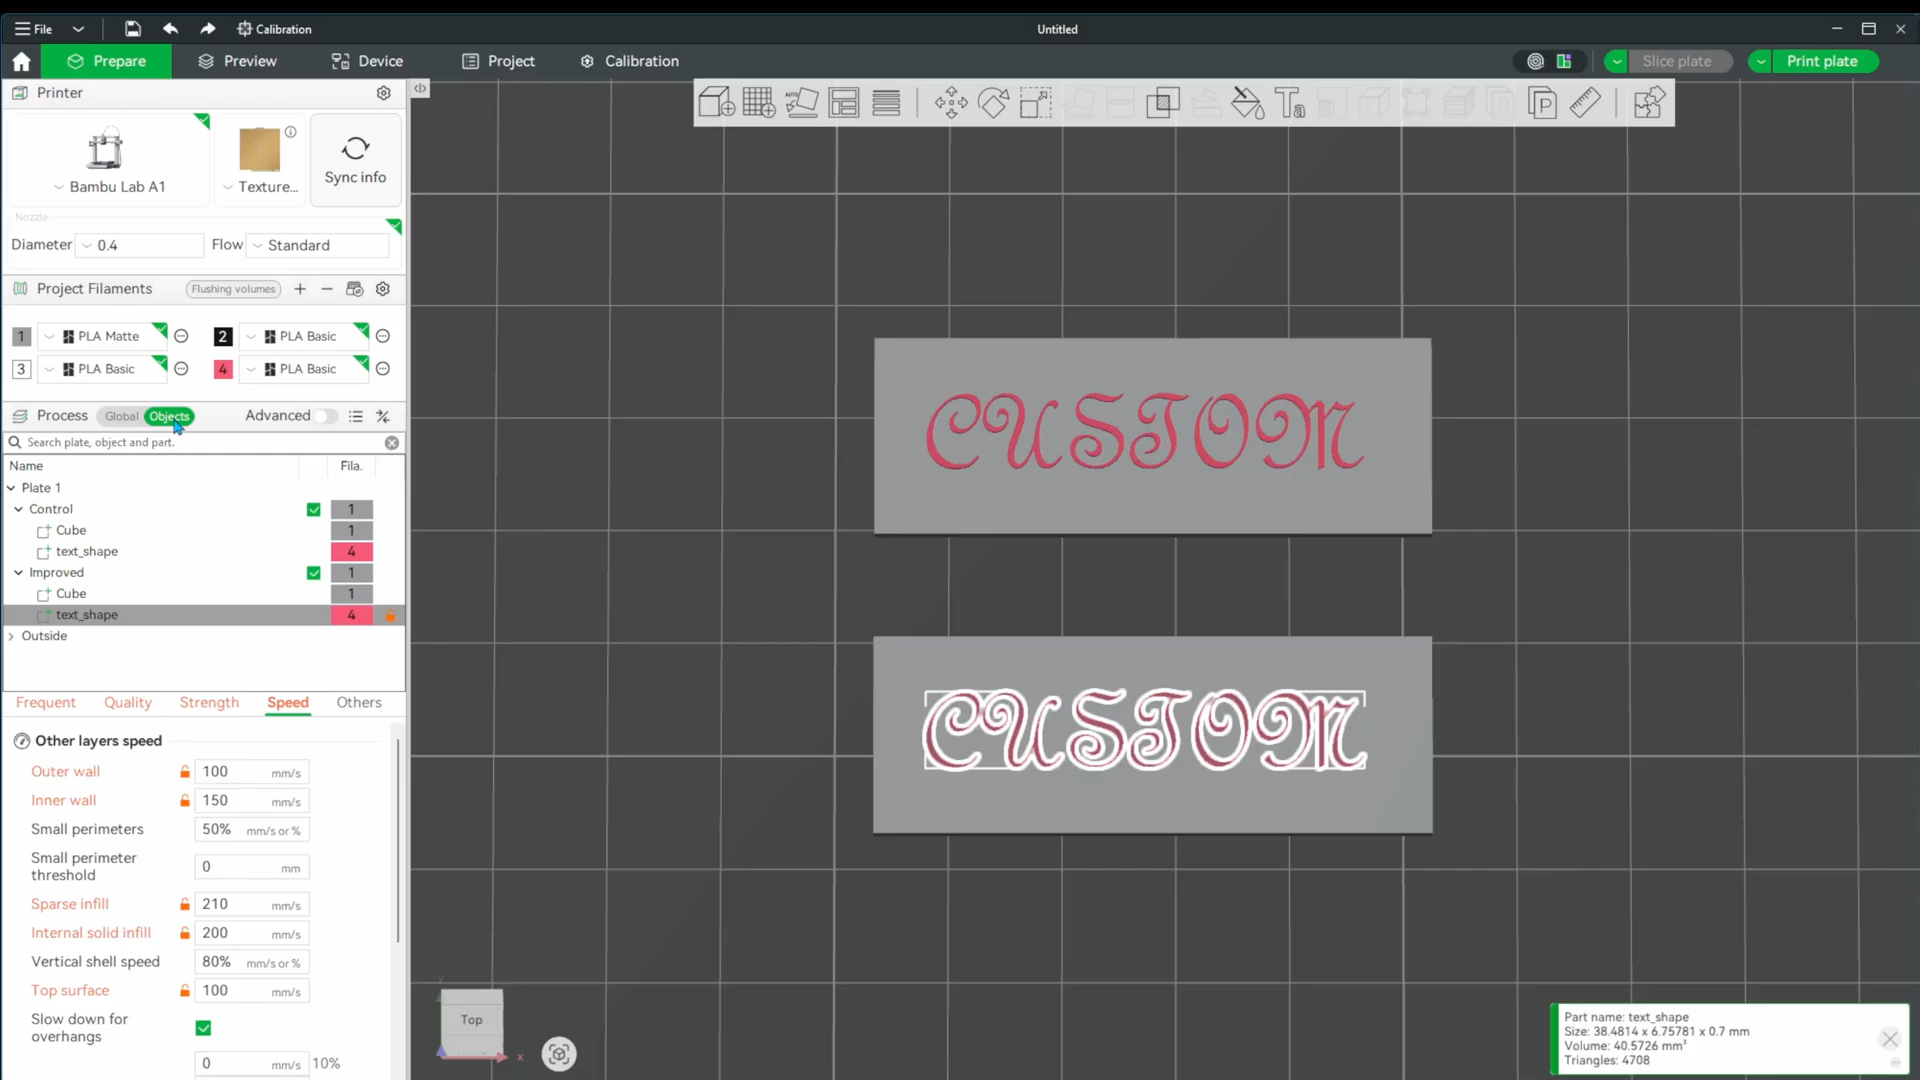 File
Calibration
Untitled
Prepare
Preview
Device
Project
Calibration
Slice plate
Print plate
Printer
Bambu Lab A1
Texture...
Sync info
Nozzle
Diameter
0.4
Flow
Standard
Project Filaments
Flushing volumes
1
PLA Matte
2
PLA Basic
3
PLA Basic
4
PLA Basic
Process
Global
Objects
Advanced
Search plate, object and part.
Name
Fila.
Plate 1
Control
1
Cube
1
text_shape
4
Improved
1
Cube
1
text_shape
4
Outside
Frequent
Quality
Strength
Speed
Others
Other layers speed
Outer wall
100 mm/s
Inner wall
150 mm/s
Small perimeters
50% mm/s or %
Small perimeter
threshold
0 mm
Sparse infill
210 mm/s
Internal solid infill
200 mm/s
Vertical shell speed
80% mm/s or %
Top surface
100 mm/s
Slow down for
overhangs
0 mm/s 10%
AUTO
Ta
P
CUSTOM
CUSTOM
Top
x
Part name: text_shape
Size: 38.4814 x 6.75781 x 0.7 mm
Volume: 40.5726 mm³
Triangles: 4708